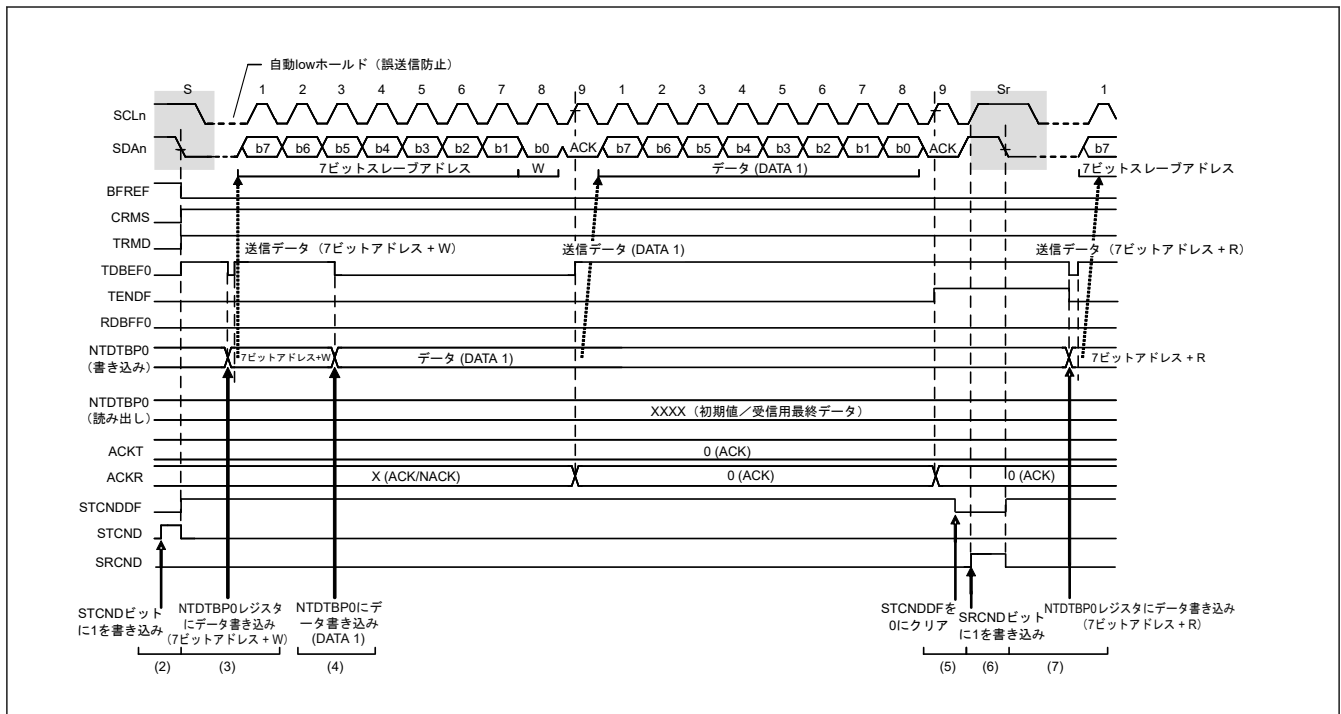 自動lowホールド（誤送信防止）
S 1 2 3 4 5 6 7 8 9 1 2 3 4 5 6 7 8 9 Sr 1
SCLn
SDAn b7 b6 b5 b4 b3 b2 b1 b0 ACK b7 b6 b5 b4 b3 b2 b1 b0 ACK b7
7ビットスレーブアドレス W データ (DATA 1) 7ビットスレーブアドレス
BFREF
CRMS
TRMD
送信データ（7ビットアドレス + W） 送信データ (DATA 1) 送信データ（7ビットアドレス + R）
TDBEF0
TENDF
RDBFF0
NTDTBP0
（書き込み）
7ビットアドレス+W データ (DATA 1) 7ビットアドレス + R
NTDTBP0
（読み出し）
XXXX（初期値／受信用最終データ）
ACKT 0 (ACK)
ACKR X (ACK/NACK) 0 (ACK) 0 (ACK)
STCNDDF
STCND
SRCND
STCNDビット
に1を書き込み
NTDTBP0レジスタ
にデータ書き込み
（7ビットアドレス + W）
NTDTBP0にデ
ータ書き込み
(DATA 1)
STCNDDFを
0にクリア
SRCNDビット
に1を書き込み
NTDTBP0レジスタにデータ書き込み
（7ビットアドレス + R）
(2) (3) (4) (5) (6) (7)